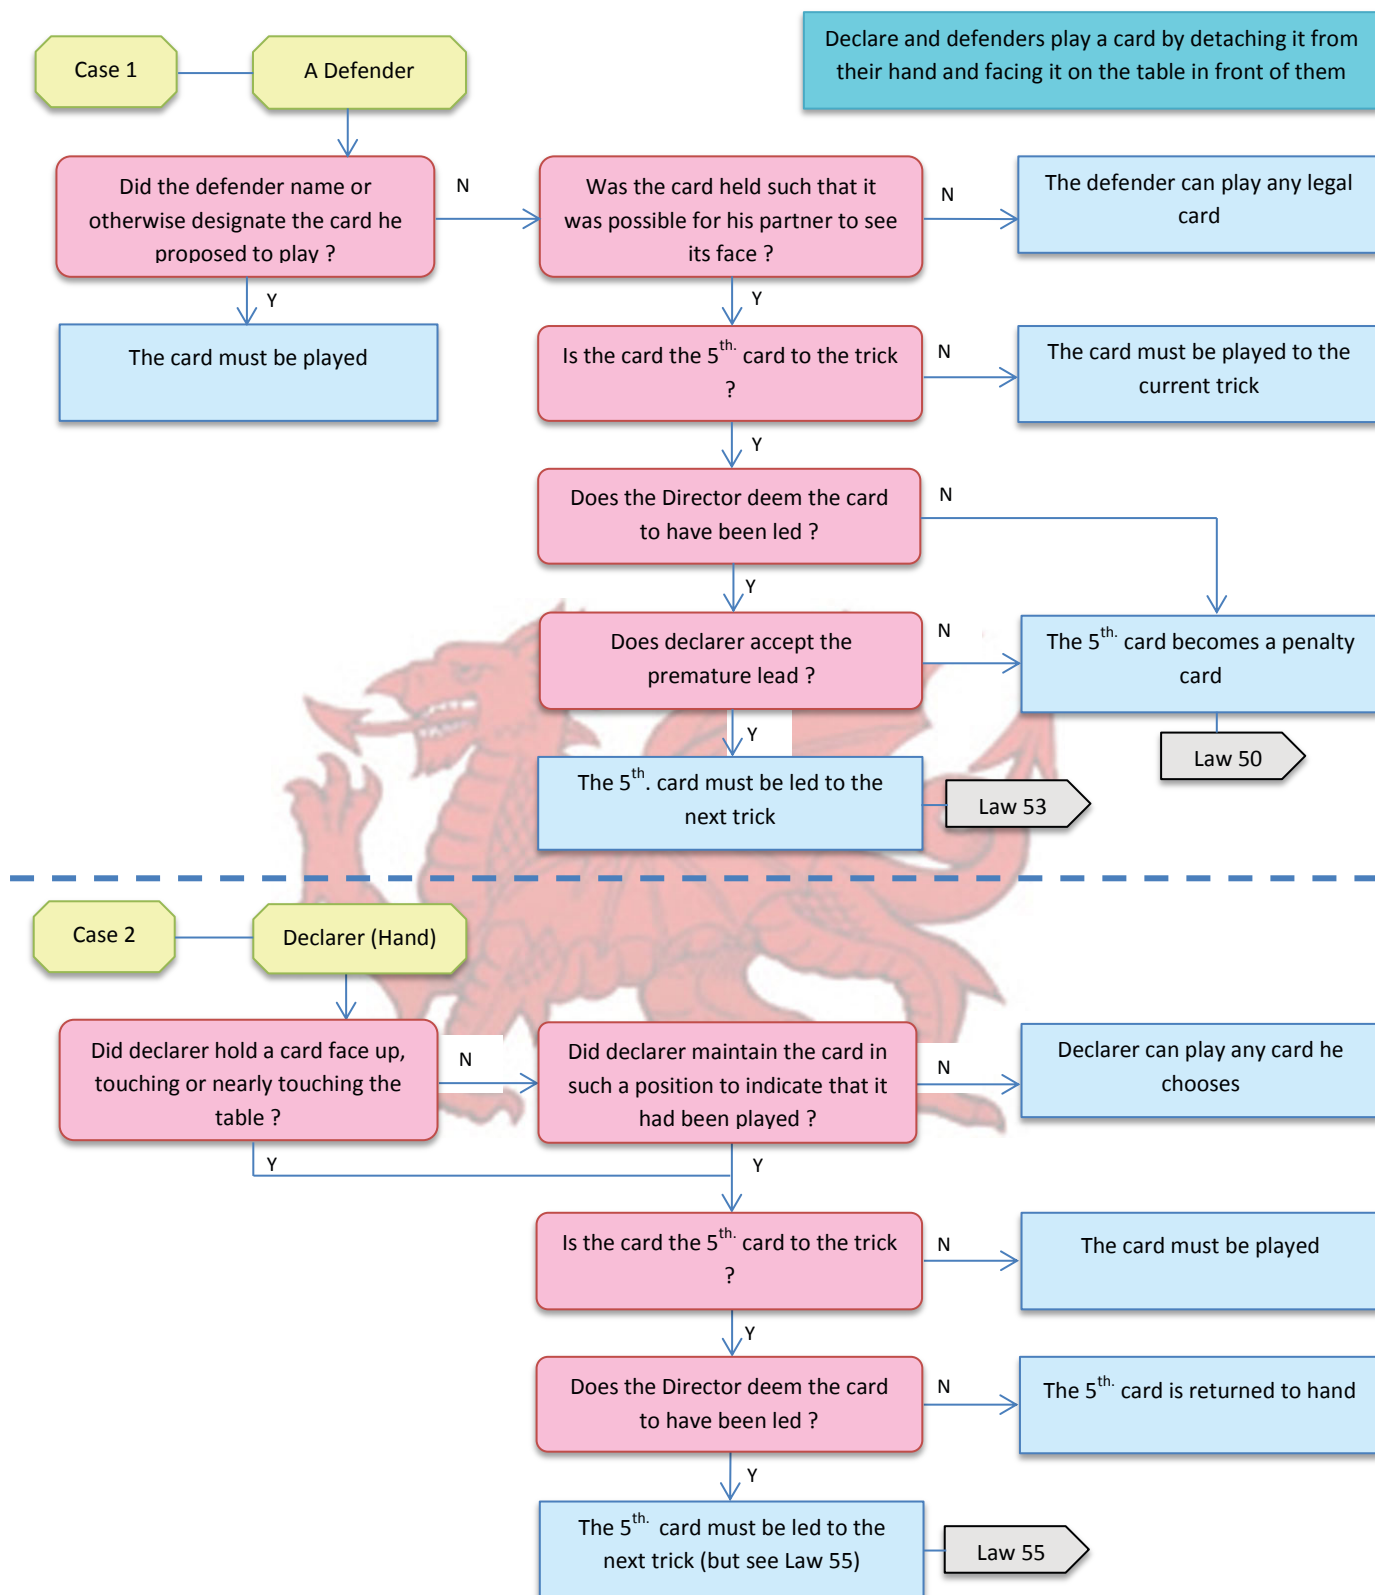 Case 1
A Defender
Declare and defenders play a card by detaching it from
their hand and facing it on the table in front of them
Did the defender name or
otherwise designate the card he
proposed to play ?
N
Was the card held such that it
was possible for his partner to see
its face ?
N
The defender can play any legal
card
Y
Y
The card must be played
Is the card the 5th. card to the trick
?
N
The card must be played to the
current trick
Y
Does the Director deem the card
to have been led ?
N
Y
Does declarer accept the
premature lead ?
N
The 5th. card becomes a penalty
card
Y
Law 50
The 5th. card must be led to the
next trick
Law 53
Case 2
Declarer (Hand)
Did declarer hold a card face up,
touching or nearly touching the
table ?
N
Did declarer maintain the card in
such a position to indicate that it
had been played ?
N
Declarer can play any card he
chooses
Y
Y
Is the card the 5th. card to the trick
?
N
The card must be played
Y
Does the Director deem the card
to have been led ?
N
The 5th. card is returned to hand
Y
The 5th. card must be led to the
next trick (but see Law 55)
Law 55